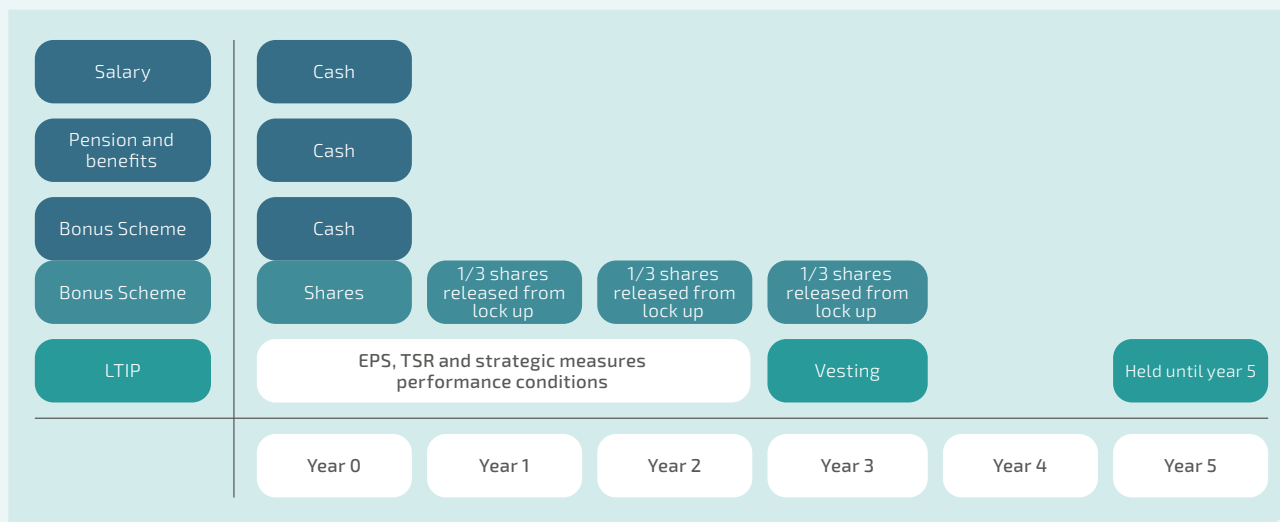 Salary
Cash
Pension and
benefits
Cash
Bonus Scheme
Cash
Bonus Scheme
Shares
1/3 shares
released from
lock up
1/3 shares
released from
lock up
1/3 shares
released from
lock up
LTIP
EPS, TSR and strategic measures
performance conditions
Vesting
Held until year 5
Year 0
Year 1
Year 2
Year 3
Year 4
Year 5